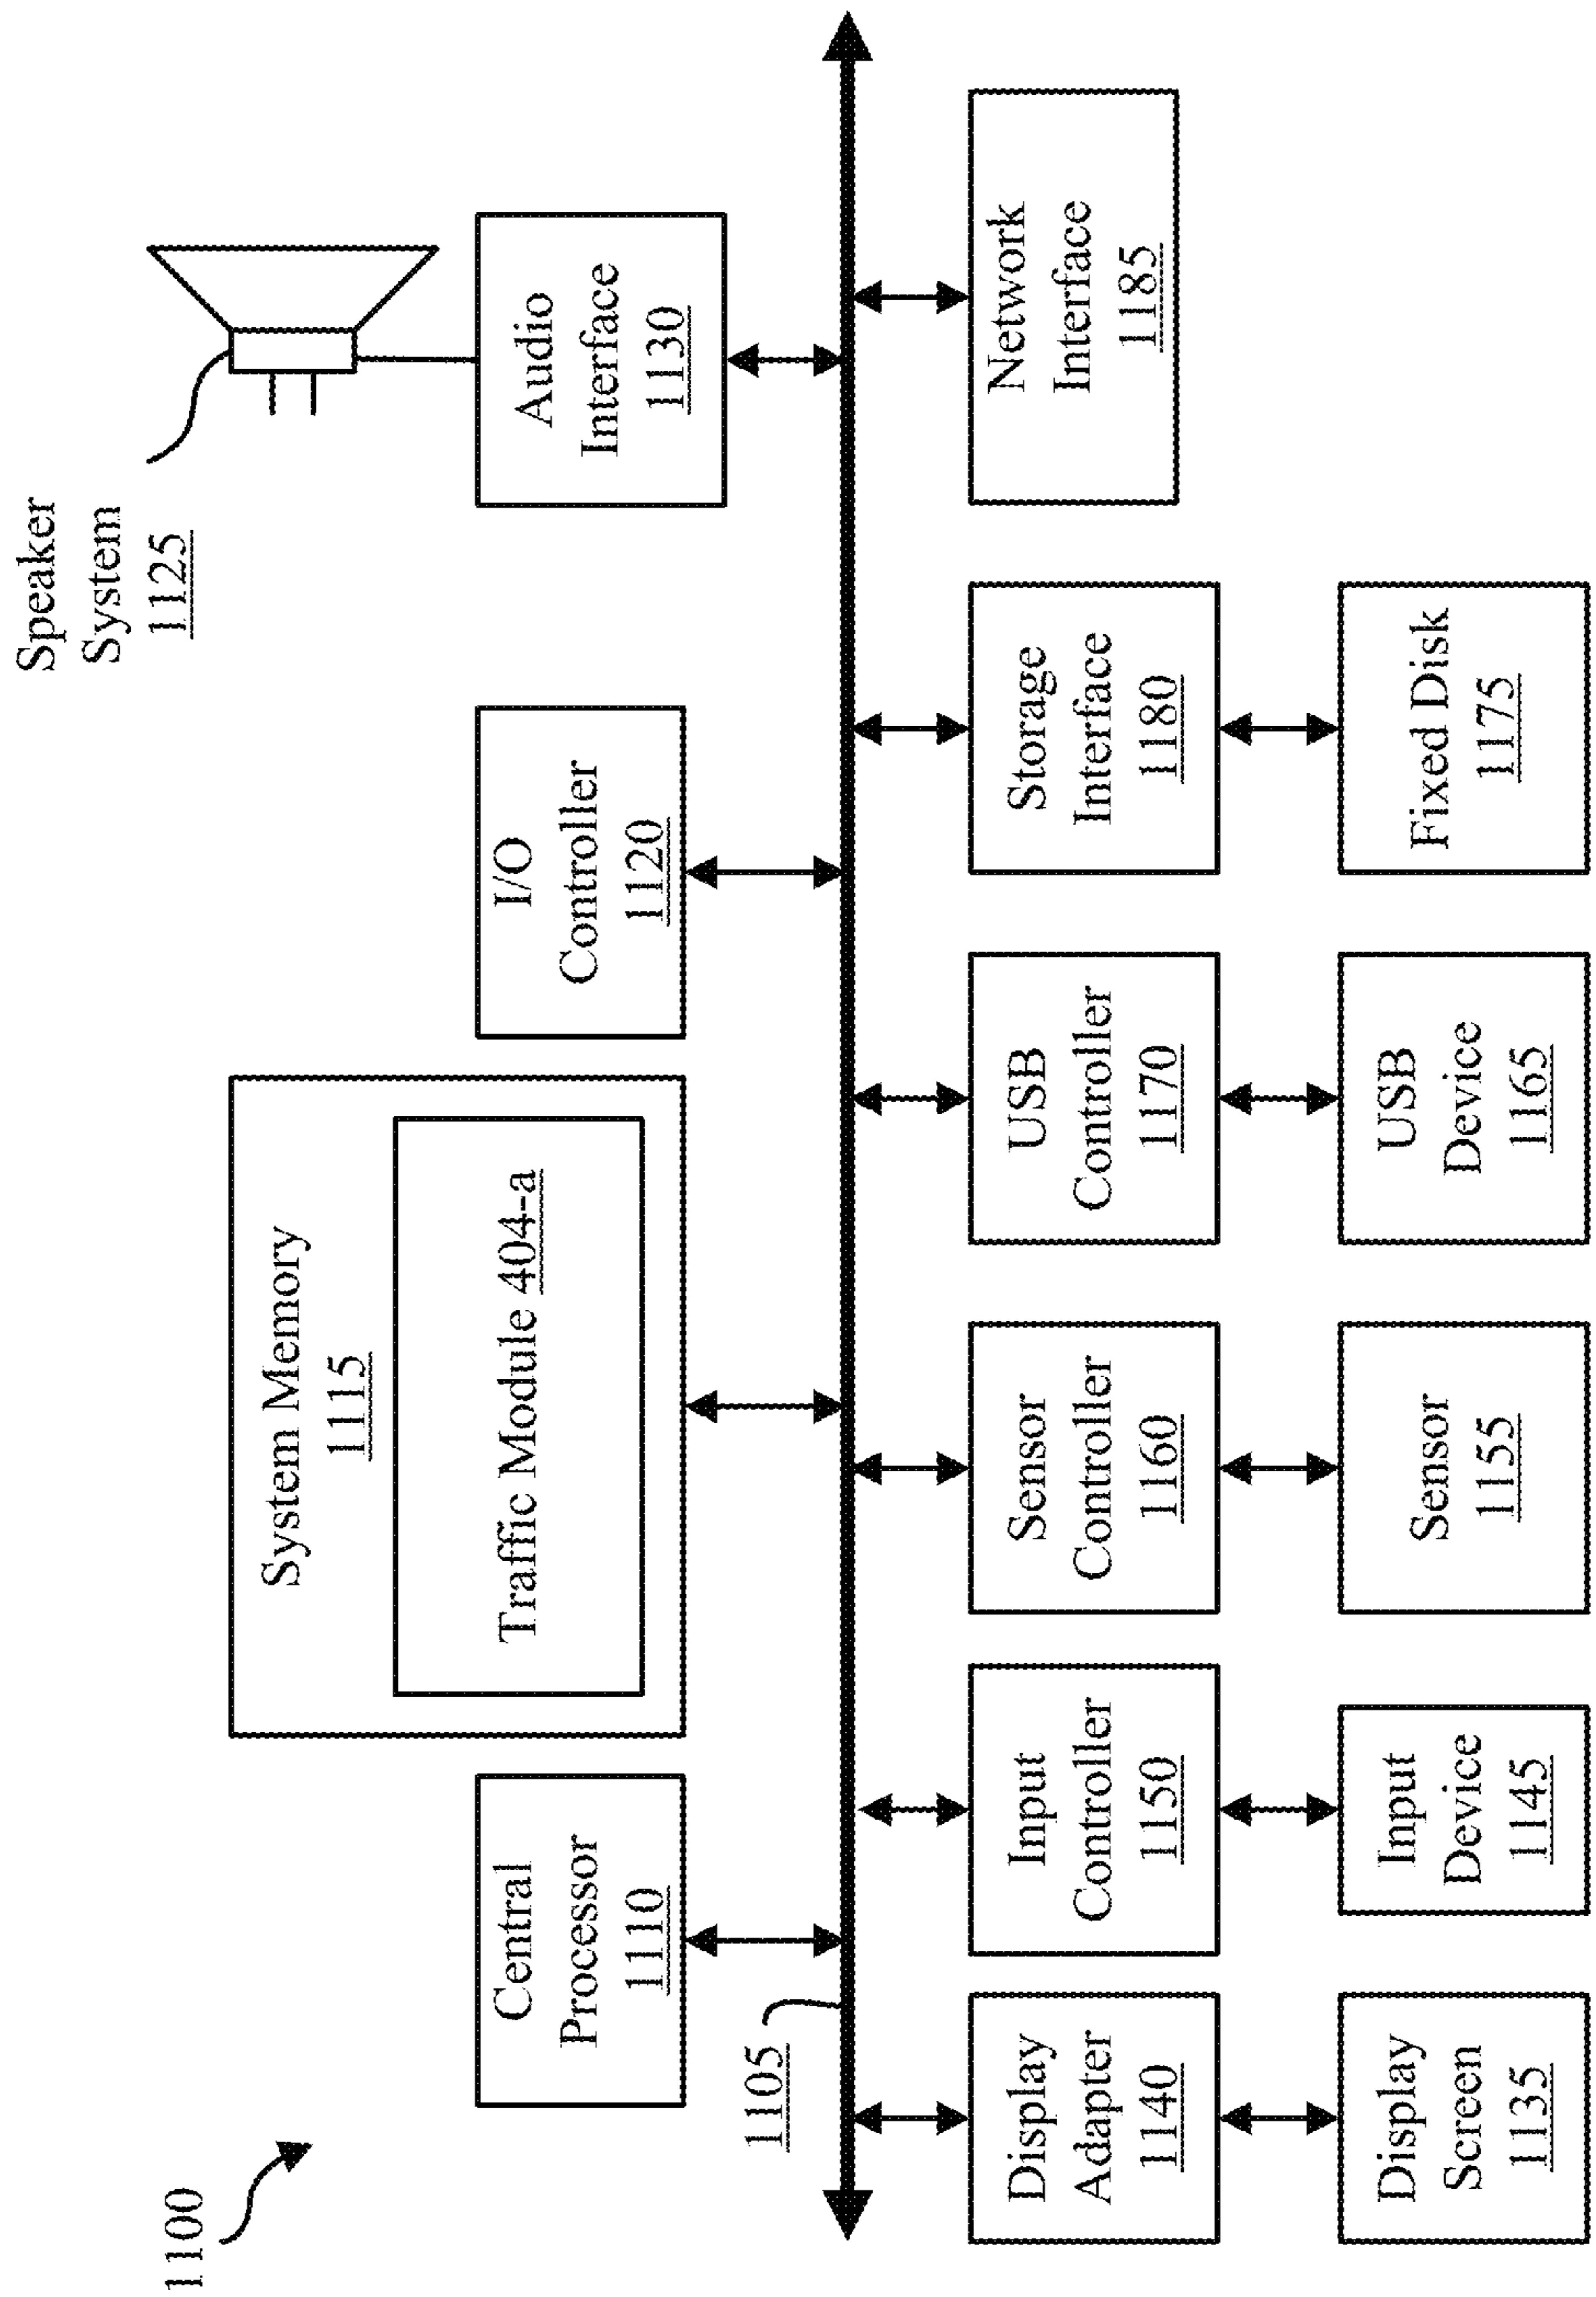 1100
Speaker
System
1125
System Memory
1115
Traffic Module 404-a
Central
Processor
1110
I/O
Controller
1120
Audio
Interface
1130
1105
Display
Adapter
1140
Input
Controller
1150
Sensor
Controller
1160
USB
Controller
1170
Storage
Interface
1180
Network
Interface
1185
Display
Screen
1135
Input
Device
1145
Sensor
1155
USB
Device
1165
Fixed Disk
1175